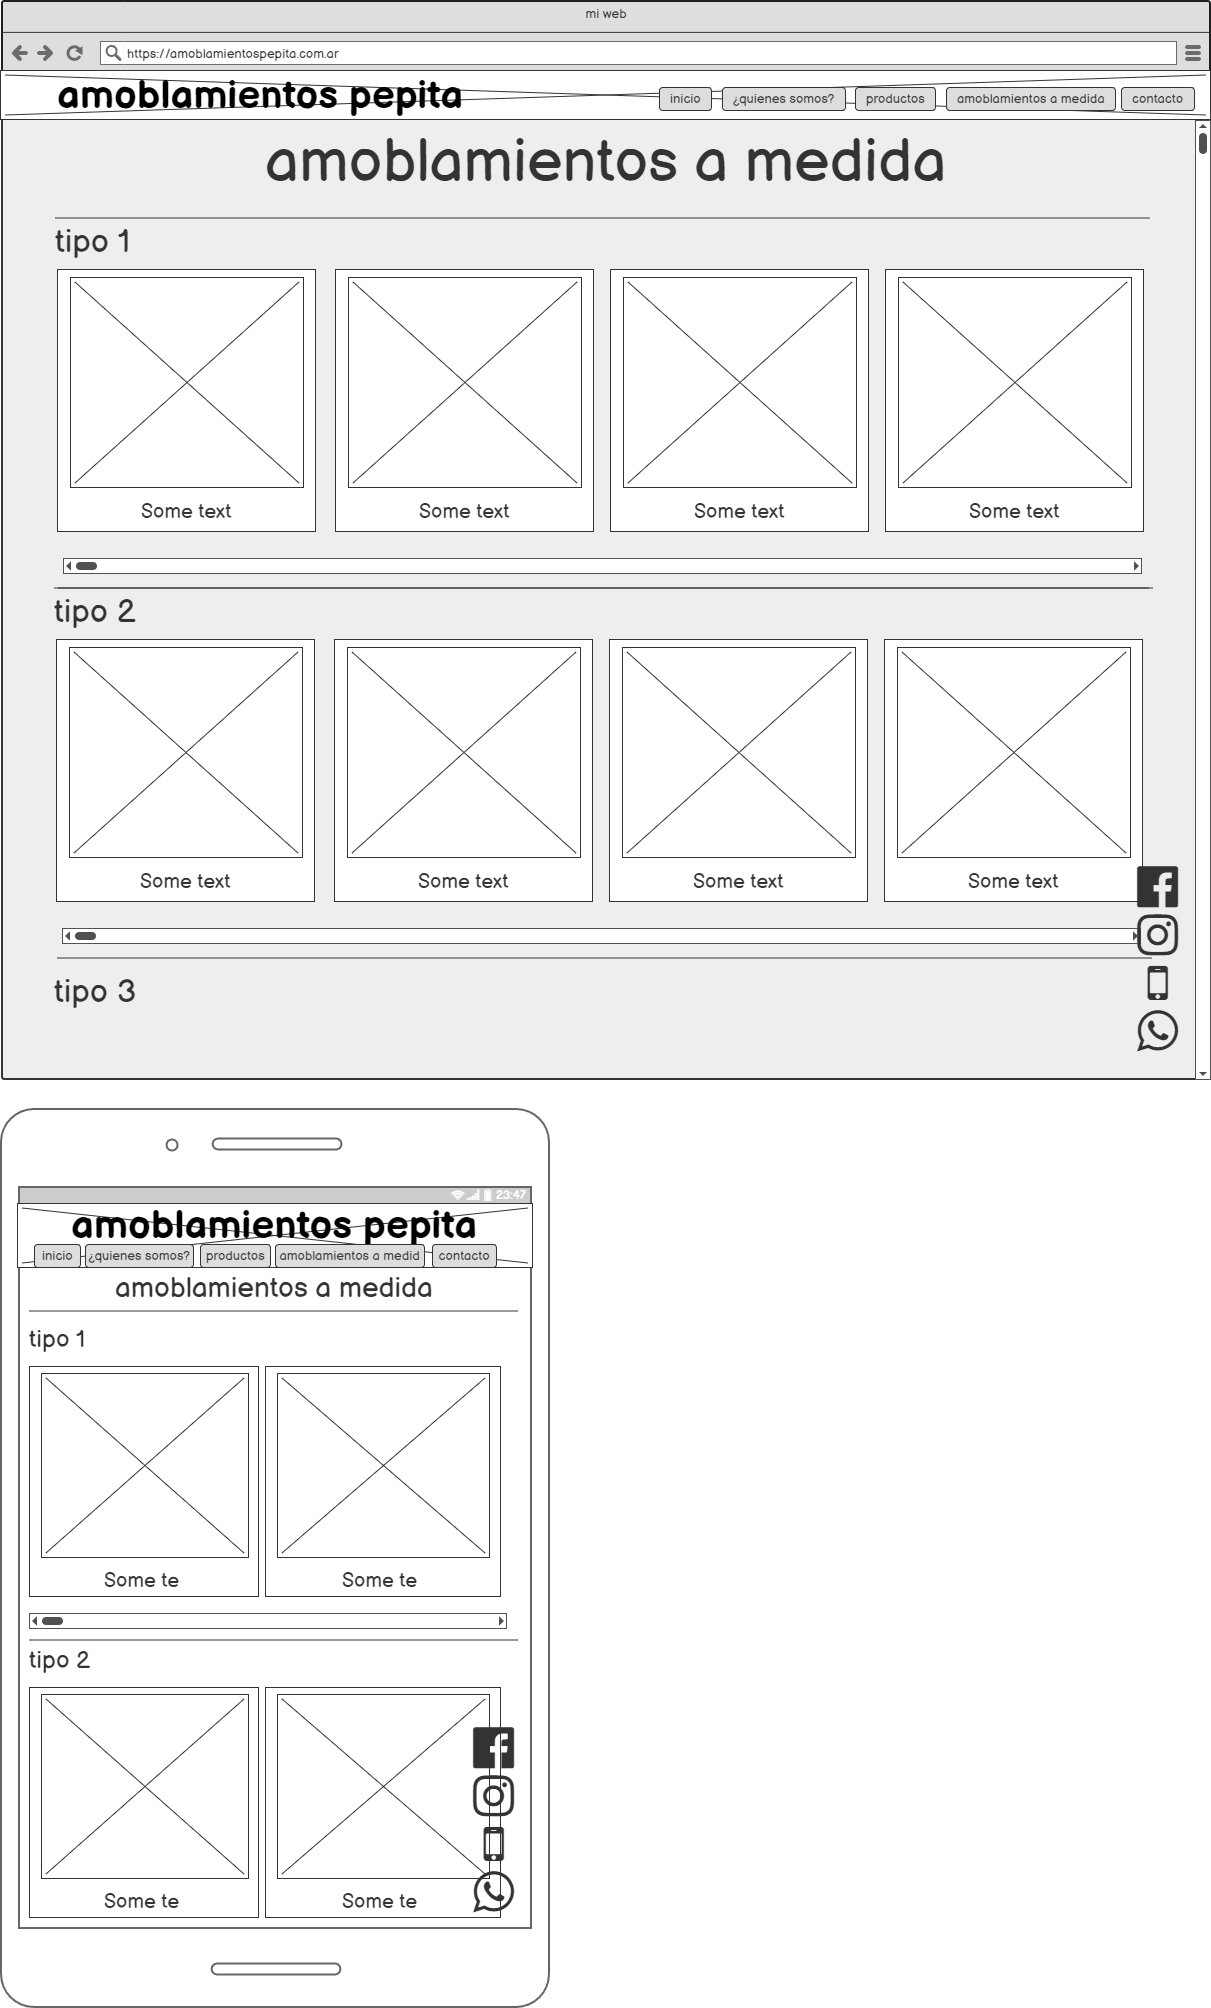 mi web
https://amoblamientospepita.com.ar
amoblamientos pepita
inicio ¿quienes somos? productos amoblamientos a medida contacto
amoblamientos a medida
tipo 1
Some text Some text Some text Some text
tipo 2
Some text Some text Some text Some text
tipo 3
23:47
amoblamientos pepita
inicio ¿quienes somos? productos amoblamientos a medid contacto
amoblamientos a medida
tipo 1
Some te Some te
tipo 2
Some te Some te